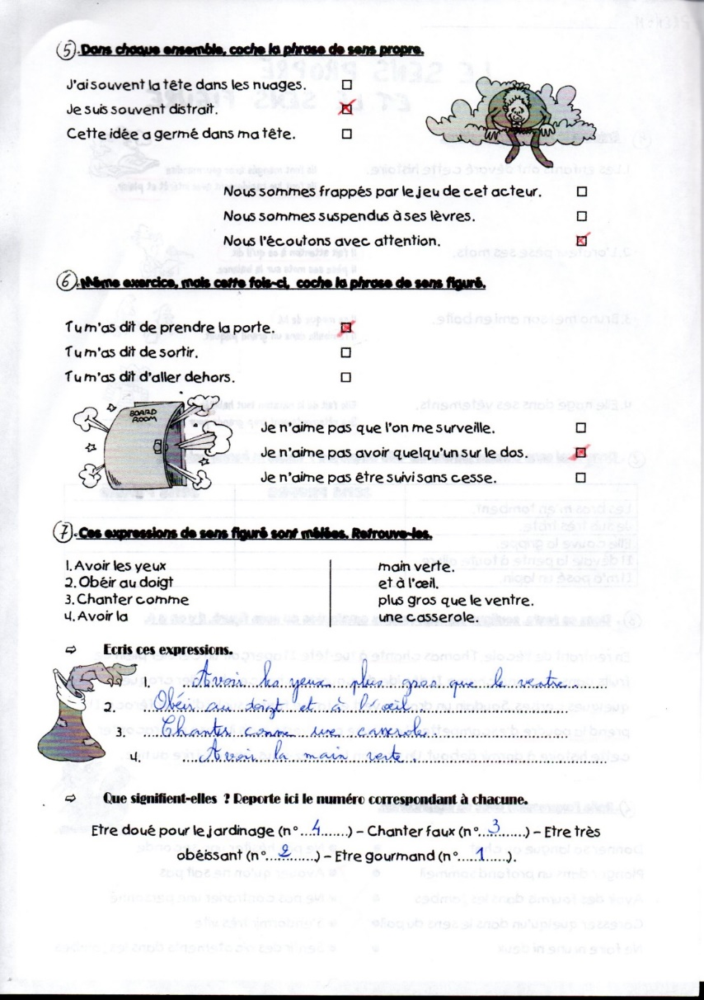 5. Dans chaque ensemble, coche la phrase de sens propre.
J'ai souvent la tête dans les nuages.
Je suis souvent distrait.
Cette idée a germé dans ma tête.
Nous sommes frappés par le jeu de cet acteur.
Nous sommes suspendus à ses lèvres.
Nous l'écoutons avec attention.
6. Même exercice, mais cette fois-ci, coche la phrase de sens figuré.
Tu m'as dit de prendre la porte.
Tu m'as dit de sortir.
Tu m'as dit d'aller dehors.
BOARD
ROOM
Je n'aime pas que l'on me surveille.
Je n'aime pas avoir quelqu'un sur le dos.
Je n'aime pas être suivi sans cesse.
7. Ces expressions de sens figuré sont mêlées. Retrouve-les.
1. Avoir les yeux main verte.
2. Obéir au doigt et à l'œil.
3. Chanter comme plus gros que le ventre.
4. Avoir la une casserole.
⇨ Ecris ces expressions.
1. Avoir les yeux plus gros que le ventre.
2. Obéir au doigt et à l'œil
3. Chanter comme une casserole.
4. Avoir la main verte.
⇨ Que signifient-elles ? Reporte ici le numéro correspondant à chacune.
Etre doué pour le jardinage (n°...4.......) – Chanter faux (n°...3..........) – Etre très
obéissant (n°....2..........) – Etre gourmand (n°.....1......).